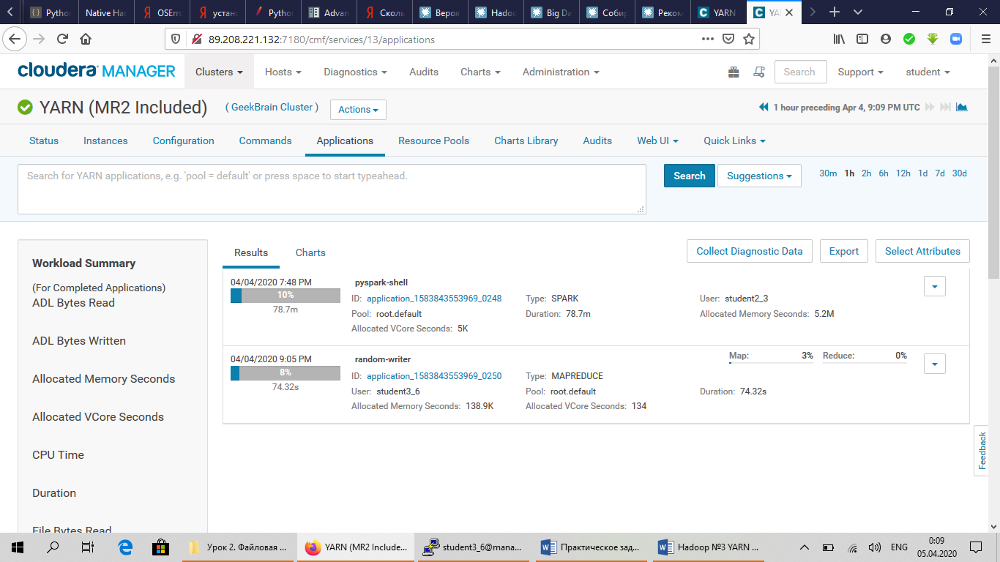 Python
Native Ha
OSErro
устано
Python
Advan
Сколь
Вероя
Hadoc
Big Da
Собир
Реком
YARN
YA
89.208.221.132:7180/cmf/services/13/applications
cloudera MANAGER
Clusters
Hosts
Diagnostics
Audits
Charts
Administration
Search
Support
student
YARN (MR2 Included)
( GeekBrain Cluster )
Actions
1 hour preceding Apr 4, 9:09 PM UTC
Status
Instances
Configuration
Commands
Applications
Resource Pools
Charts Library
Audits
Web UI
Quick Links
Search for YARN applications, e.g. 'pool = default' or press space to start typeahead.
Search
Suggestions
30m 1h 2h 6h 12h 1d 7d 30d
Workload Summary
(For Completed Applications)
ADL Bytes Read
ADL Bytes Written
Allocated Memory Seconds
Allocated VCore Seconds
CPU Time
Duration
File Bytes Read
Results
Charts
Collect Diagnostic Data
Export
Select Attributes
04/04/2020 7:48 PM
10%
78.7m
pyspark-shell
ID: application_1583843553969_0248
Type: SPARK
User: student2_3
Pool: root.default
Duration: 78.7m
Allocated Memory Seconds: 5.2M
Allocated VCore Seconds: 5K
04/04/2020 9:05 PM
8%
74.32s
random-writer
Map: 3%
Reduce: 0%
ID: application_1583843553969_0250
Type: MAPREDUCE
User: student3_6
Pool: root.default
Duration: 74.32s
Allocated Memory Seconds: 138.9K
Allocated VCore Seconds: 134
Feedback
Урок 2. Файловая ...
YARN (MR2 Include...
student3_6@mana...
Практическое зад...
Hadoop №3 YARN ...
ENG
0:09
05.04.2020